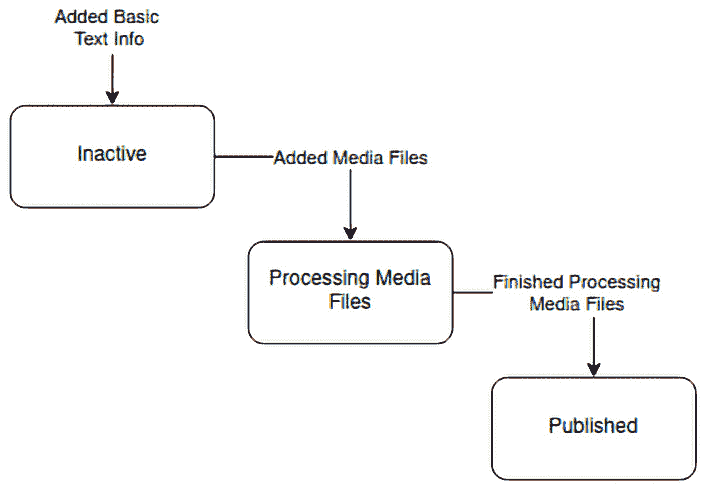 Added Basic
Text Info
Inactive
Added Media Files
Processing Media
Files
Finished Processing
Media Files
Published